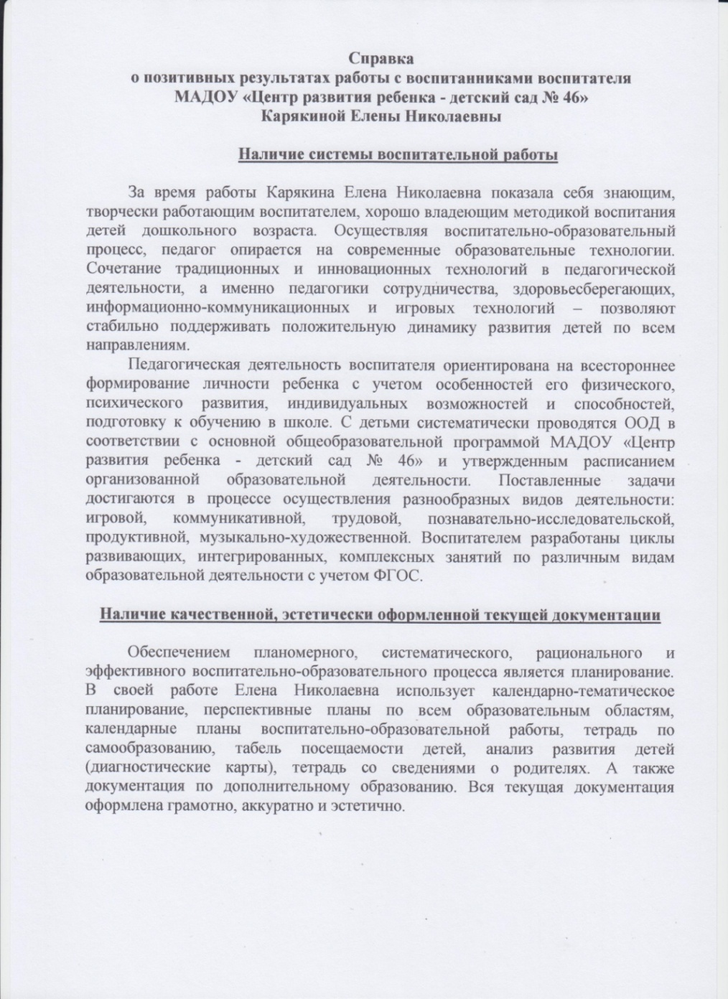 Справка
о позитивных результатах работы с воспитанниками воспитателя
МАДОУ «Центр развития ребенка - детский сад № 46»
Карякиной Елены Николаевны
Наличие системы воспитательной работы
За время работы Карякина Елена Николаевна показала себя знающим,
творчески работающим воспитателем, хорошо владеющим методикой воспитания
детей дошкольного возраста. Осуществляя воспитательно-образовательный
процесс, педагог опирается на современные образовательные технологии.
Сочетание традиционных и инновационных технологий в педагогической
деятельности, а именно педагогики сотрудничества, здоровьесберегающих,
информационно-коммуникационных и игровых технологий – позволяют
стабильно поддерживать положительную динамику развития детей по всем
направлениям.
Педагогическая деятельность воспитателя ориентирована на всестороннее
формирование личности ребенка с учетом особенностей его физического,
психического развития, индивидуальных возможностей и способностей,
подготовку к обучению в школе. С детьми систематически проводятся ООД в
соответствии с основной общеобразовательной программой МАДОУ «Центр
развития ребенка - детский сад № 46» и утвержденным расписанием
организованной образовательной деятельности. Поставленные задачи
достигаются в процессе осуществления разнообразных видов деятельности:
игровой, коммуникативной, трудовой, познавательно-исследовательской,
продуктивной, музыкально-художественной. Воспитателем разработаны циклы
развивающих, интегрированных, комплексных занятий по различным видам
образовательной деятельности с учетом ФГОС.
Наличие качественной, эстетически оформленной текущей документации
Обеспечением планомерного, систематического, рационального и
эффективного воспитательно-образовательного процесса является планирование.
В своей работе Елена Николаевна использует календарно-тематическое
планирование, перспективные планы по всем образовательным областям,
календарные планы воспитательно-образовательной работы, тетрадь по
самообразованию, табель посещаемости детей, анализ развития детей
(диагностические карты), тетрадь со сведениями о родителях. А также
документация по дополнительному образованию. Вся текущая документация
оформлена грамотно, аккуратно и эстетично.